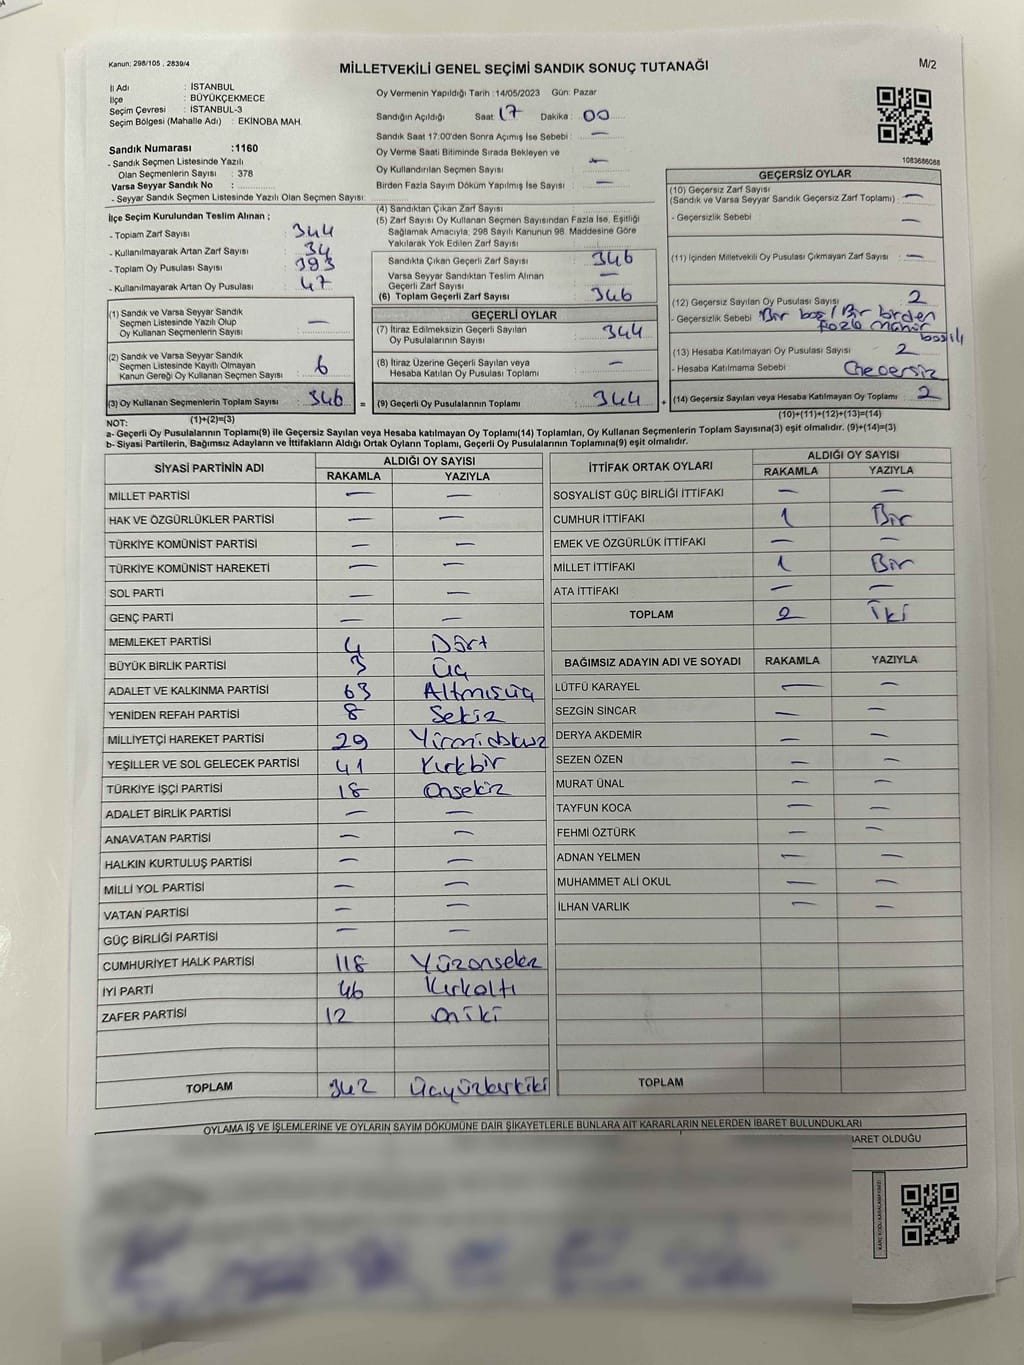 Kanun; 298/105 , 2839/4
MİLLETVEKİLİ GENEL SEÇİMİ SANDIK SONUÇ TUTANAĞI
M/2
İl Adı : İSTANBUL
İlçe : BÜYÜKÇEKMECE
Seçim Çevresi : İSTANBUL-3
Seçim Bölgesi (Mahalle Adı) : EKİNOBA MAH.
Oy Vermenin Yapıldığı Tarih :14/05/2023 Gün: Pazar
Sandığın Açıldığı Saat: 17 Dakika : 00
Sandık Saat 17:00'den Sonra Açımış İse Sebebi : —
Oy Verme Saati Bitiminde Sırada Bekleyen ve
Oy Kullandırılan Seçmen Sayısı : —
Birden Fazla Sayım Döküm Yapılmış İse Sayısı : —
Sandık Numarası :1160
- Sandık Seçmen Listesinde Yazılı
Olan Seçmenlerin Sayısı : 378
Varsa Seyyar Sandık No :
- Seyyar Sandık Seçmen Listesinde Yazılı Olan Seçmen Sayısı:
1083686088
İlçe Seçim Kurulundan Teslim Alınan ;
- Toplam Zarf Sayısı : 344
- Kullanılmayarak Artan Zarf Sayısı : 34
- Toplam Oy Pusulası Sayısı : 393
- Kullanılmayarak Artan Oy Pusulası : 47
(1) Sandık ve Varsa Seyyar Sandık
Seçmen Listesinde Yazılı Olup
Oy Kullanan Seçmenlerin Sayısı : —
(2) Sandık ve Varsa Seyyar Sandık
Seçmen Listesinde Kayıtlı Olmayan
Kanun Gereği Oy Kullanan Seçmen Sayısı : 6
(3) Oy Kullanan Seçmenlerin Toplam Sayısı : 346 =
(1)+(2)=(3)
(4) Sandıktan Çıkan Zarf Sayısı :
(5) Zarf Sayısı Oy Kullanan Seçmen Sayısından Fazla İse, Eşitliği
Sağlamak Amacıyla, 298 Sayılı Kanunun 98. Maddesine Göre
Yakılarak Yok Edilen Zarf Sayısı :
Sandıkta Çıkan Geçerli Zarf Sayısı : 346
Varsa Seyyar Sandıktan Teslim Alınan
Geçerli Zarf Sayısı : —
(6) Toplam Geçerli Zarf Sayısı : 346
GEÇERLİ OYLAR
(7) İtiraz Edilmeksizin Geçerli Sayılan
Oy Pusulalarının Sayısı : 344
(8) İtiraz Üzerine Geçerli Sayılan veya
Hesaba Katılan Oy Pusulası Toplamı : —
(9) Geçerli Oy Pusulalarının Toplamı : 344 +
GEÇERSİZ OYLAR
(10) Geçersiz Zarf Sayısı
(Sandık ve Varsa Seyyar Sandık Geçersiz Zarf Toplamı) : —
- Geçersizlik Sebebi : —
(11) İçinden Milletvekili Oy Pusulası Çıkmayan Zarf Sayısı : —
(12) Geçersiz Sayılan Oy Pusulası Sayısı : 2
- Geçersizlik Sebebi : Bir boş / Bir birden
fazla mühür
basılı
(13) Hesaba Katılmayan Oy Pusulası Sayısı : 2
- Hesaba Katılmama Sebebi : Gecersiz
(14) Geçersiz Sayılan veya Hesaba Katılmayan Oy Toplamı : 2
(10)+(11)+(12)+(13)=(14)
NOT:
a- Geçerli Oy Pusulalarının Toplamı(9) ile Geçersiz Sayılan veya Hesaba katılmayan Oy Toplamı(14) Toplamları, Oy Kullanan Seçmenlerin Toplam Sayısına(3) eşit olmalıdır. (9)+(14)=(3)
b- Siyasi Partilerin, Bağımsız Adayların ve İttifakların Aldığı Ortak Oyların Toplamı, Geçerli Oy Pusulalarının Toplamına(9) eşit olmalıdır.
SİYASİ PARTİNİN ADI ALDIĞI OY SAYISI
RAKAMLA YAZIYLA
MİLLET PARTİSİ — —
HAK VE ÖZGÜRLÜKLER PARTİSİ — —
TÜRKİYE KOMÜNİST PARTİSİ — —
TÜRKİYE KOMÜNİST HAREKETİ — —
SOL PARTİ — —
GENÇ PARTİ — —
MEMLEKET PARTİSİ 4 Dört
BÜYÜK BİRLİK PARTİSİ 3 Üç
ADALET VE KALKINMA PARTİSİ 63 Altmışüç
YENİDEN REFAH PARTİSİ 8 Sekiz
MİLLİYETÇİ HAREKET PARTİSİ 29 Yirmidokuz
YEŞİLLER VE SOL GELECEK PARTİSİ 41 Kırkbir
TÜRKİYE İŞÇİ PARTİSİ 18 Onsekiz
ADALET BİRLİK PARTİSİ — —
ANAVATAN PARTİSİ — —
HALKIN KURTULUŞ PARTİSİ — —
MİLLİ YOL PARTİSİ — —
VATAN PARTİSİ — —
GÜÇ BİRLİĞİ PARTİSİ — —
CUMHURİYET HALK PARTİSİ 118 Yüzonsekiz
İYİ PARTİ 46 Kırkaltı
ZAFER PARTİSİ 12 Oniki
TOPLAM 342 Üçyüzkırkiki
İTTİFAK ORTAK OYLARI ALDIĞI OY SAYISI
RAKAMLA YAZIYLA
SOSYALİST GÜÇ BİRLİĞİ İTTİFAKI — —
CUMHUR İTTİFAKI 1 Bir
EMEK VE ÖZGÜRLÜK İTTİFAKI — —
MİLLET İTTİFAKI 1 Bir
ATA İTTİFAKI — —
TOPLAM 2 İki
BAĞIMSIZ ADAYIN ADI VE SOYADI RAKAMLA YAZIYLA
LÜTFÜ KARAYEL — —
SEZGİN SİNCAR — —
DERYA AKDEMİR — —
SEZEN ÖZEN — —
MURAT ÜNAL — —
TAYFUN KOCA — —
FEHMİ ÖZTÜRK — —
ADNAN YELMEN — —
MUHAMMET ALİ OKUL — —
İLHAN VARLIK — —
TOPLAM
OYLAMA İŞ VE İŞLEMLERİNE VE OYLARIN SAYIM DÖKÜMÜNE DAİR ŞİKAYETLERLE BUNLARA AİT KARARLARIN NELERDEN İBARET BULUNDUKLARI
İBARET OLDUĞU